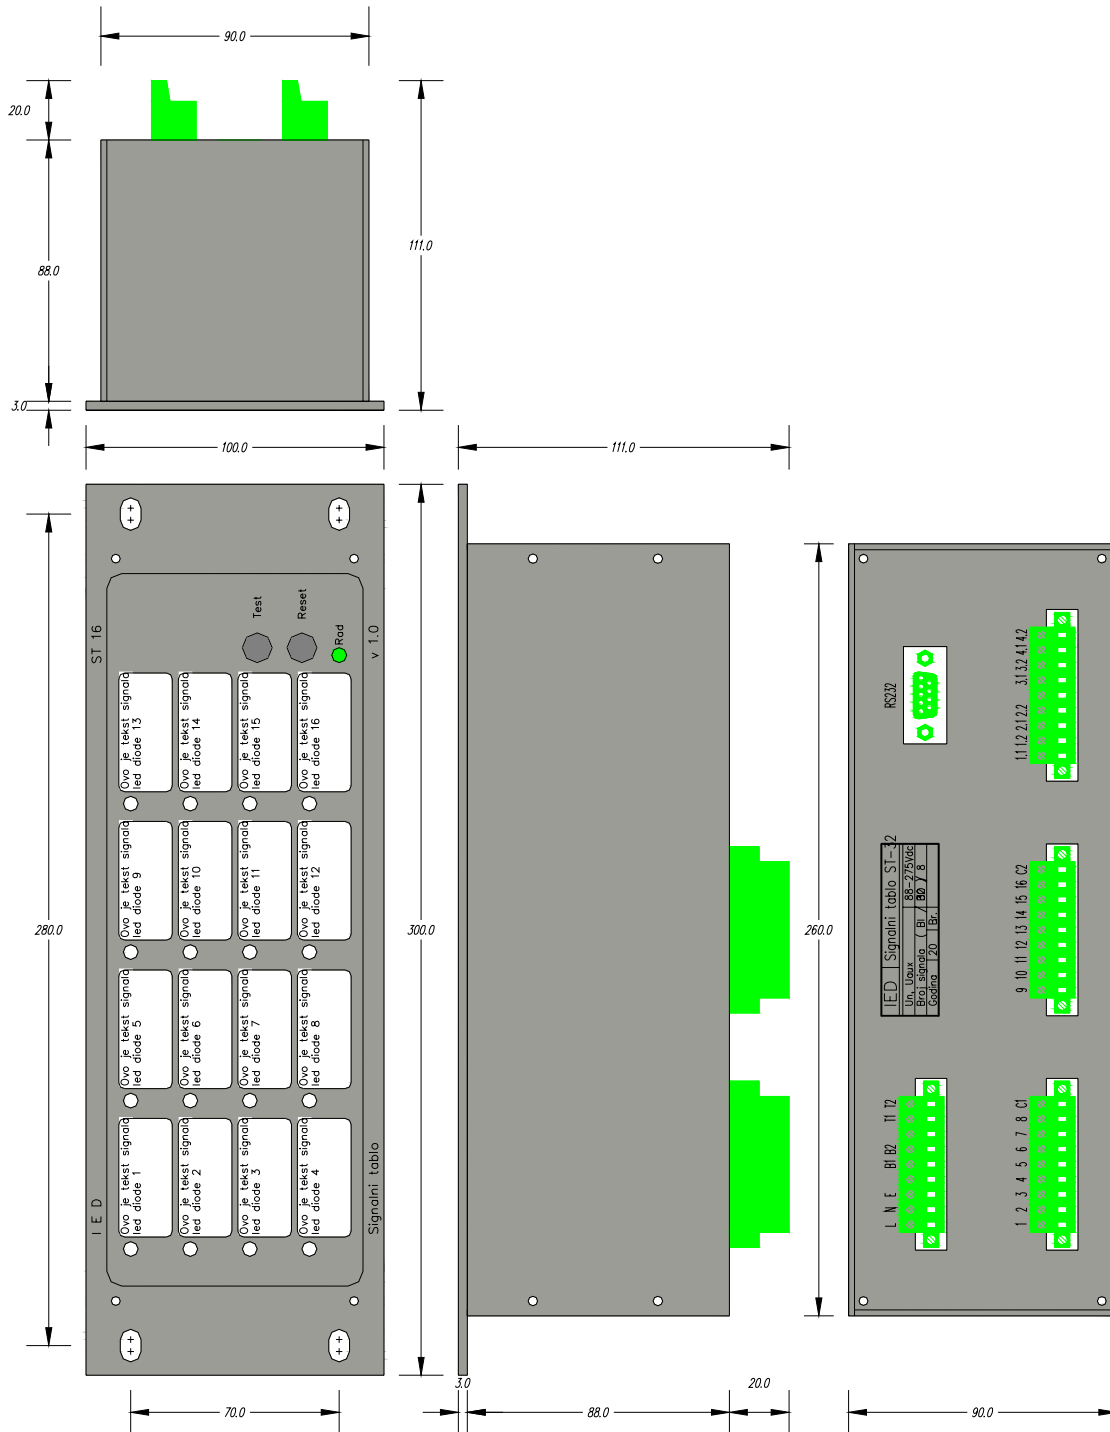 90.0
20.0
88.0
111.0
3.0
100.0
111.0
ST 16
Test
Reset
Rad
v 1.0
Ovo je tekst signala
led diode 13
Ovo je tekst signala
led diode 14
Ovo je tekst signala
led diode 15
Ovo je tekst signala
led diode 16
Ovo je tekst signala
led diode 9
Ovo je tekst signala
led diode 10
Ovo je tekst signala
led diode 11
Ovo je tekst signala
led diode 12
Ovo je tekst signala
led diode 5
Ovo je tekst signala
led diode 6
Ovo je tekst signala
led diode 7
Ovo je tekst signala
led diode 8
Ovo je tekst signala
led diode 1
Ovo je tekst signala
led diode 2
Ovo je tekst signala
led diode 3
Ovo je tekst signala
led diode 4
I E D
Signalni tablo
280.0
300.0
260.0
RS232
1.1 1.2 2.1 2.2 3.1 3.2 4.1 4.2
IED Signalni tablo ST-32
Un, Uaux 88-275Vdc
Broj signala ( BI /
Godina 20 Br.
9 10 11 12 13 14 15 16 C2
L N E B1 B2 T1 T2
1 2 3 4 5 6 7 8 C1
70.0
3.0
88.0
20.0
90.0